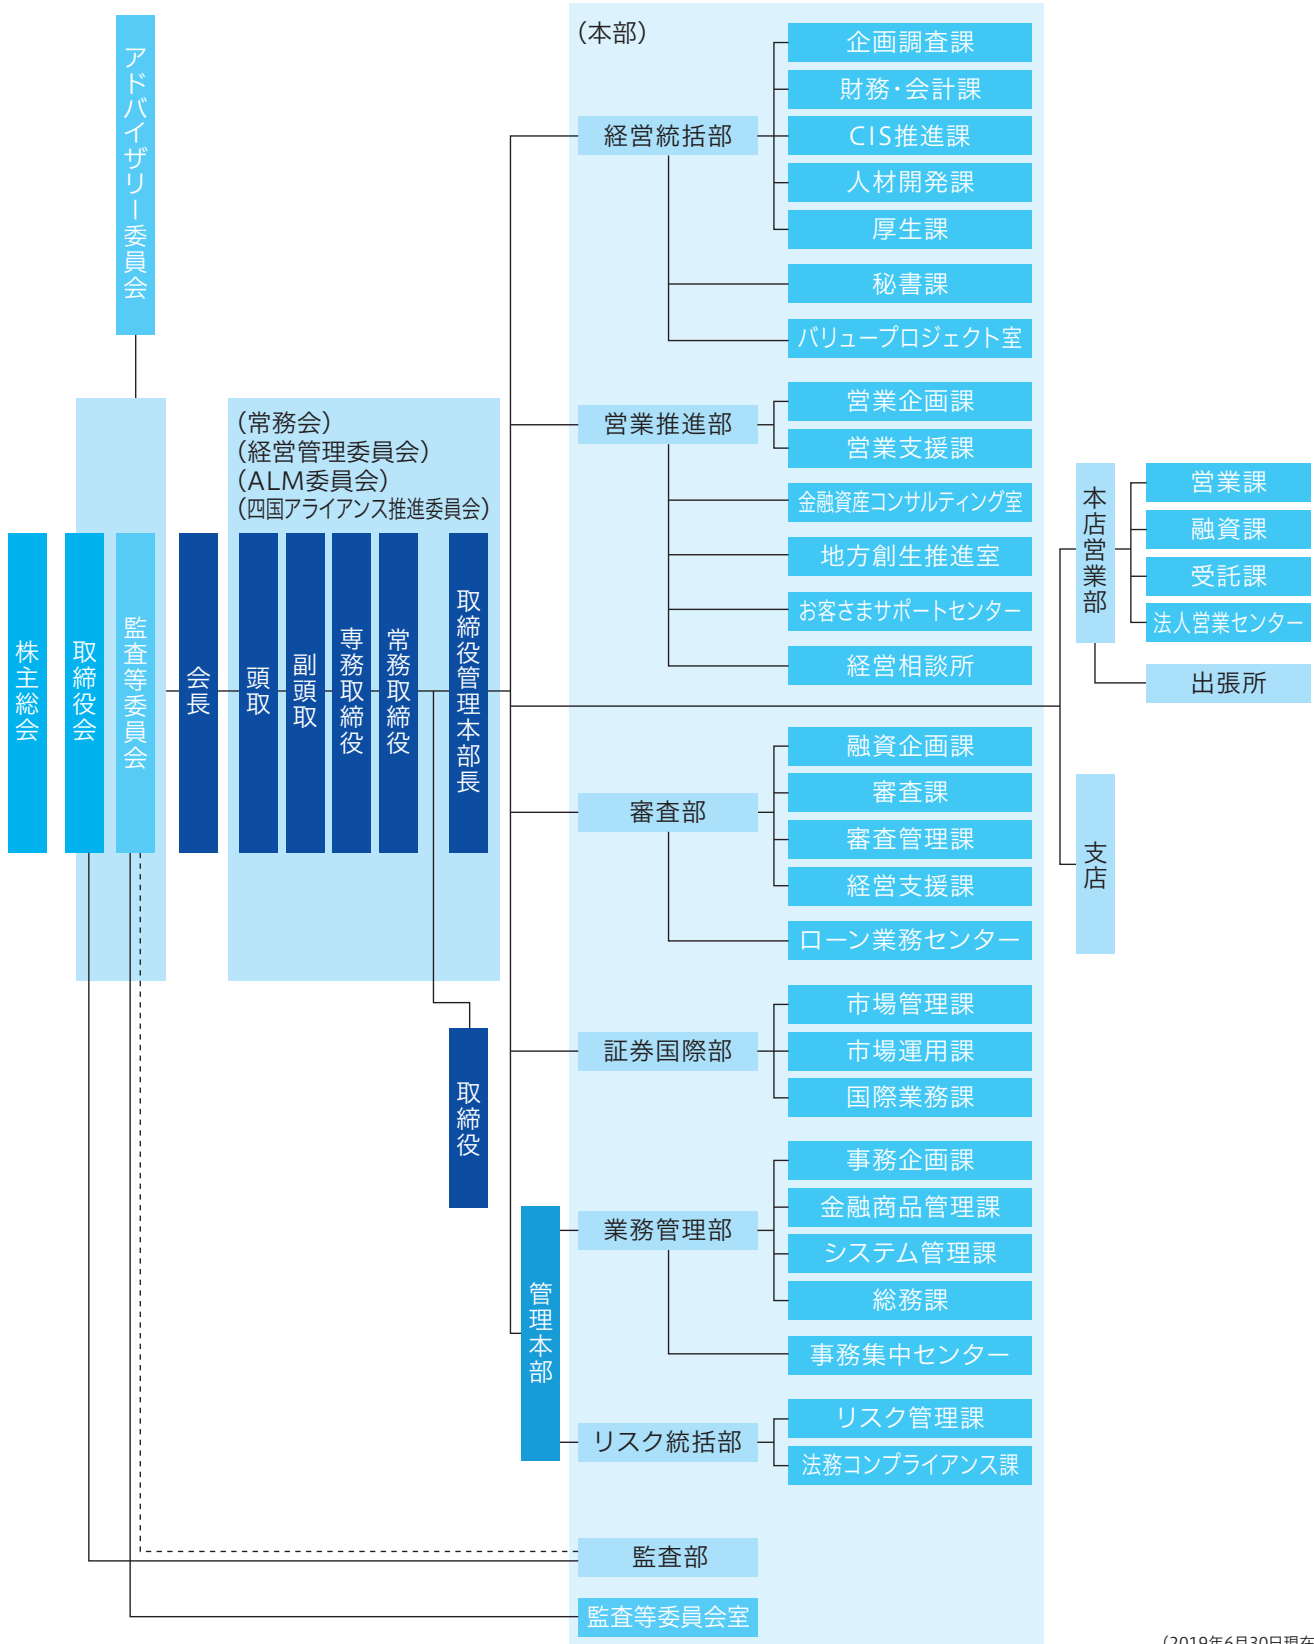 アドバイザリー委員会
株主総会
取締役会
監査等委員会
会長
(常務会)
(経営管理委員会)
(ALM委員会)
(四国アライアンス推進委員会)
頭取
副頭取
専務取締役
常務取締役
取締役管理本部長
取締役
管理本部
(本部)
経営統括部
企画調査課
財務・会計課
CIS推進課
人材開発課
厚生課
秘書課
バリュープロジェクト室
営業推進部
営業企画課
営業支援課
金融資産コンサルティング室
地方創生推進室
お客さまサポートセンター
経営相談所
審査部
融資企画課
審査課
審査管理課
経営支援課
ローン業務センター
証券国際部
市場管理課
市場運用課
国際業務課
業務管理部
事務企画課
金融商品管理課
システム管理課
総務課
事務集中センター
リスク統括部
リスク管理課
法務コンプライアンス課
監査部
監査等委員会室
本店営業部
営業課
融資課
受託課
法人営業センター
出張所
支店
(2019年6月30日現在